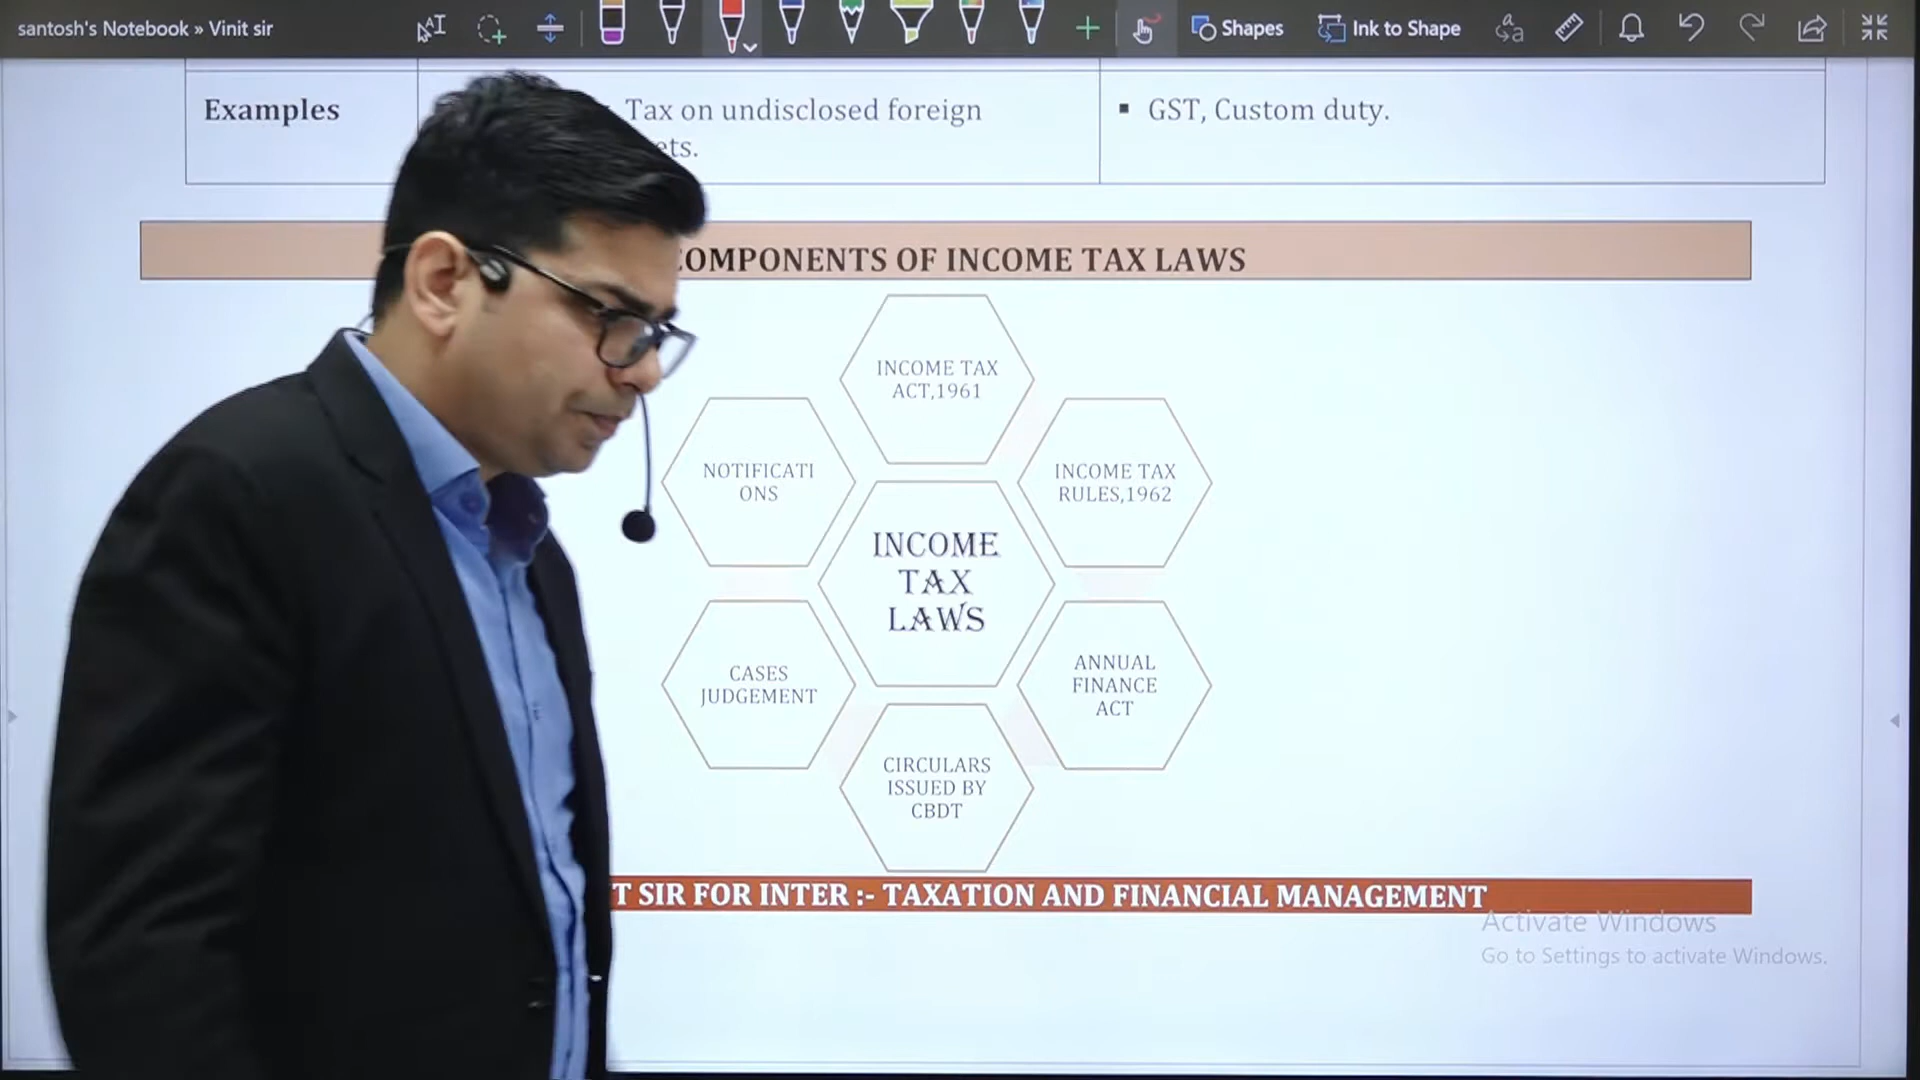 santosh's Notebook » Vinit sir
Shapes
Ink to Shape
Examples
Tax on undisclosed foreign
GST, Custom duty.
OF INCOME TAX LAWS
INCOME TAX
ACT,1961
NOTIFICATI
ONS
INCOME TAX
RULES,1962
INCOME
TAX
LAWS
CASES
JUDGEMENT
ANNUAL
FINANCE
ACT
CIRCULARS
ISSUED BY
CBDT
SIR FOR INTER :- TAXATION AND FINANCIAL MANAGEMENT
Activate Windows
Go to Settings to activate Windows.